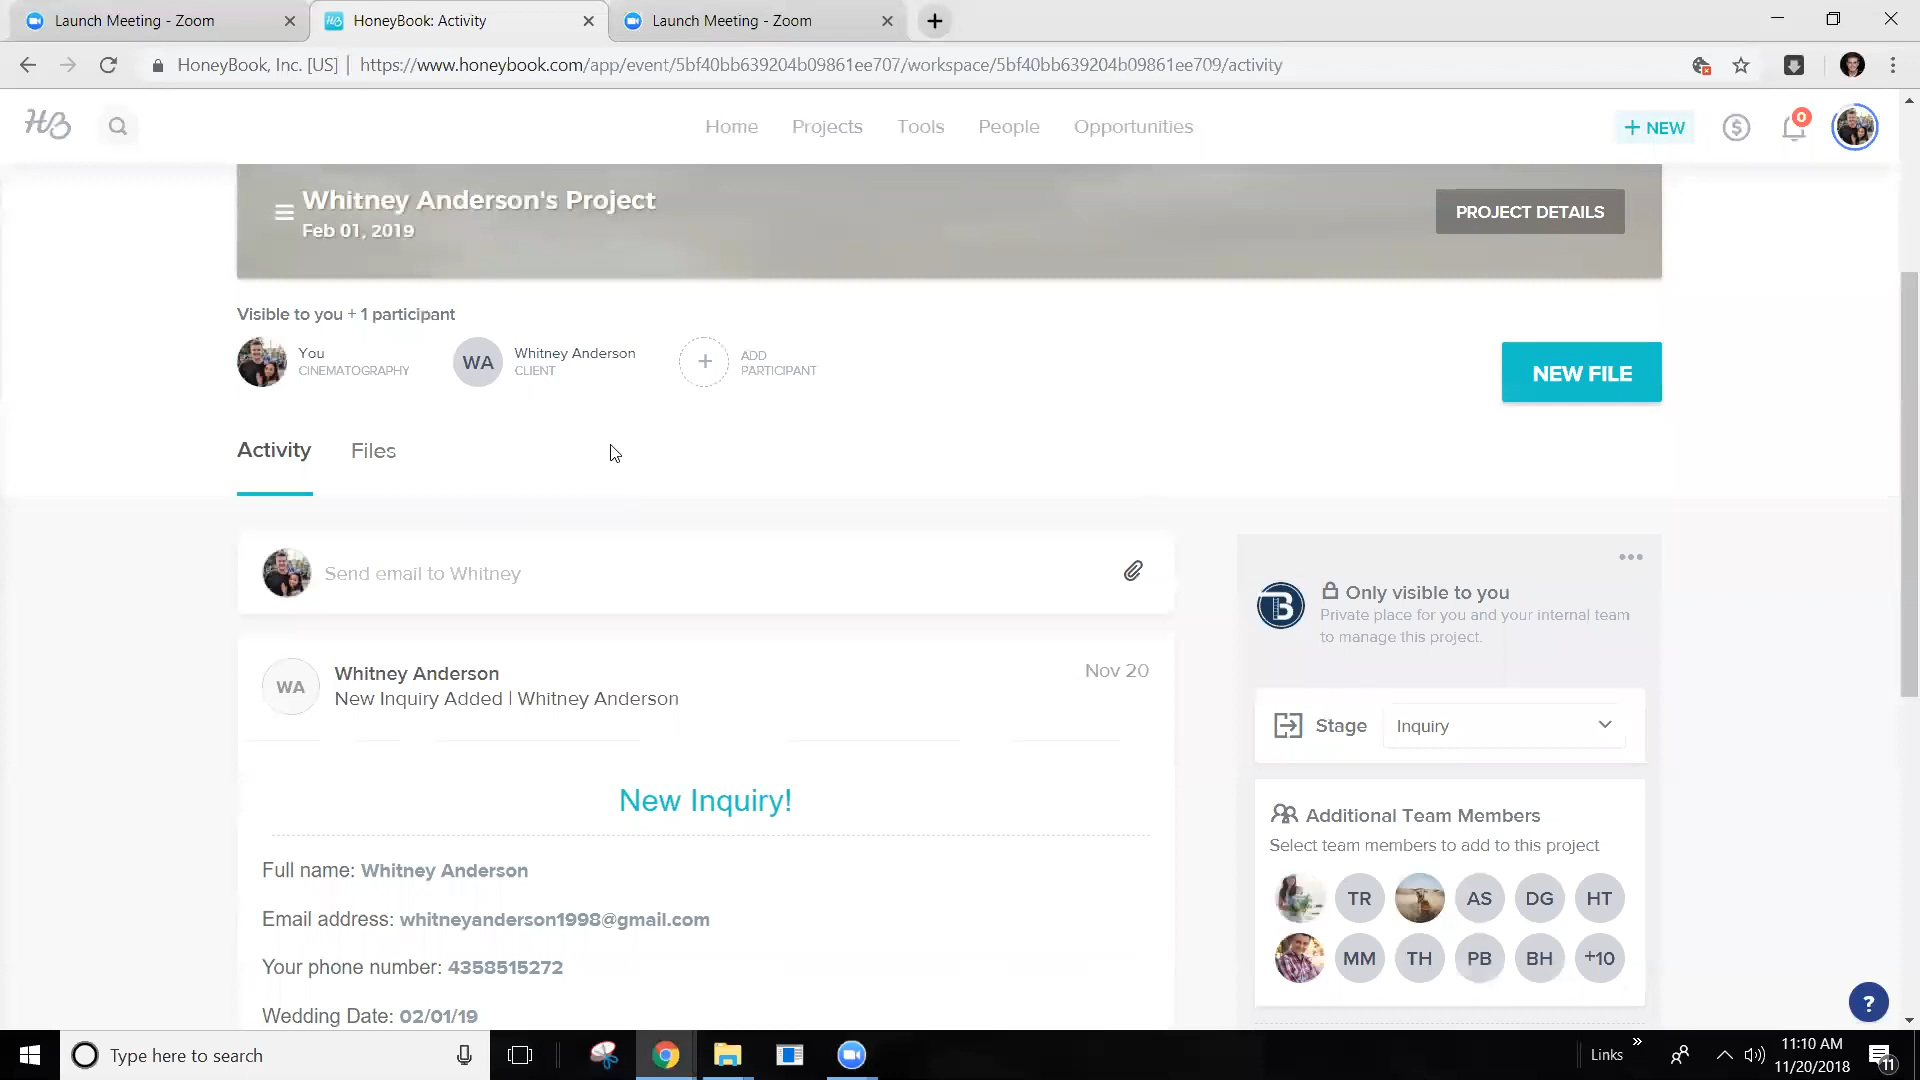 Launch Meeting - Zoom
HoneyBook: Activity
Launch Meeting - Zoom
HoneyBook, Inc. [US] | https://www.honeybook.com/app/event/5bf40bb639204b09861ee707/workspace/5bf40bb639204b09861ee709/activity
HB
Home
Projects
Tools
People
Opportunities
+ NEW
$
0
Whitney Anderson's Project
Feb 01, 2019
PROJECT DETAILS
Visible to you + 1 participant
You
CINEMATOGRAPHY
WA
Whitney Anderson
CLIENT
+
ADD
PARTICIPANT
NEW FILE
Activity
Files
Send email to Whitney
WA
Whitney Anderson
New Inquiry Added | Whitney Anderson
Nov 20
New Inquiry!
Full name: Whitney Anderson
Email address: whitneyanderson1998@gmail.com
Your phone number: 4358515272
Wedding Date: 02/01/19
B
Only visible to you
Private place for you and your internal team
to manage this project.
Stage
Inquiry
Additional Team Members
Select team members to add to this project
TR
AS
DG
HT
MM
TH
PB
BH
+10
?
Type here to search
Links
»
11:10 AM
11/20/2018
11